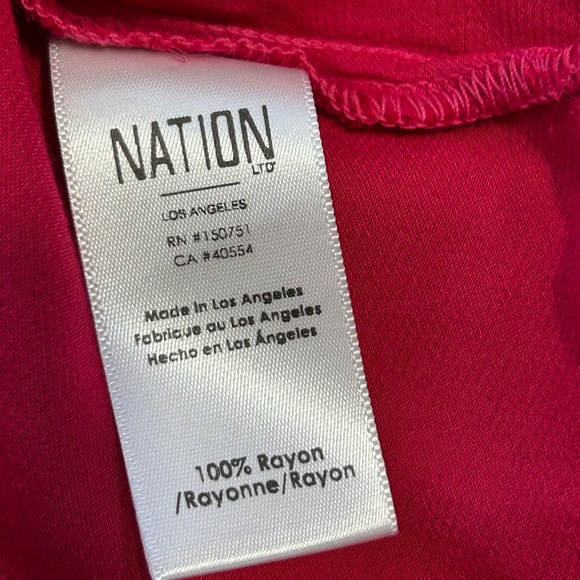 NATION
LTD
LOS ANGELES
RN #150751
CA #40554
Made in Los Angeles
Fabrique au Los Angeles
Hecho en Los Ángeles
100% Rayon
/Rayonne/Rayon